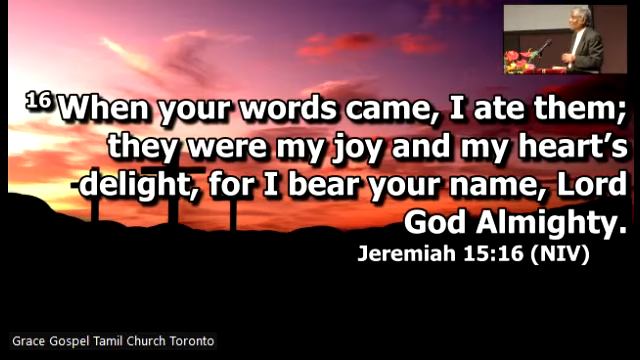 16 When your words came, I ate them;
they were my joy and my heart’s
delight, for I bear your name, Lord
God Almighty.
Jeremiah 15:16 (NIV)
Grace Gospel Tamil Church Toronto